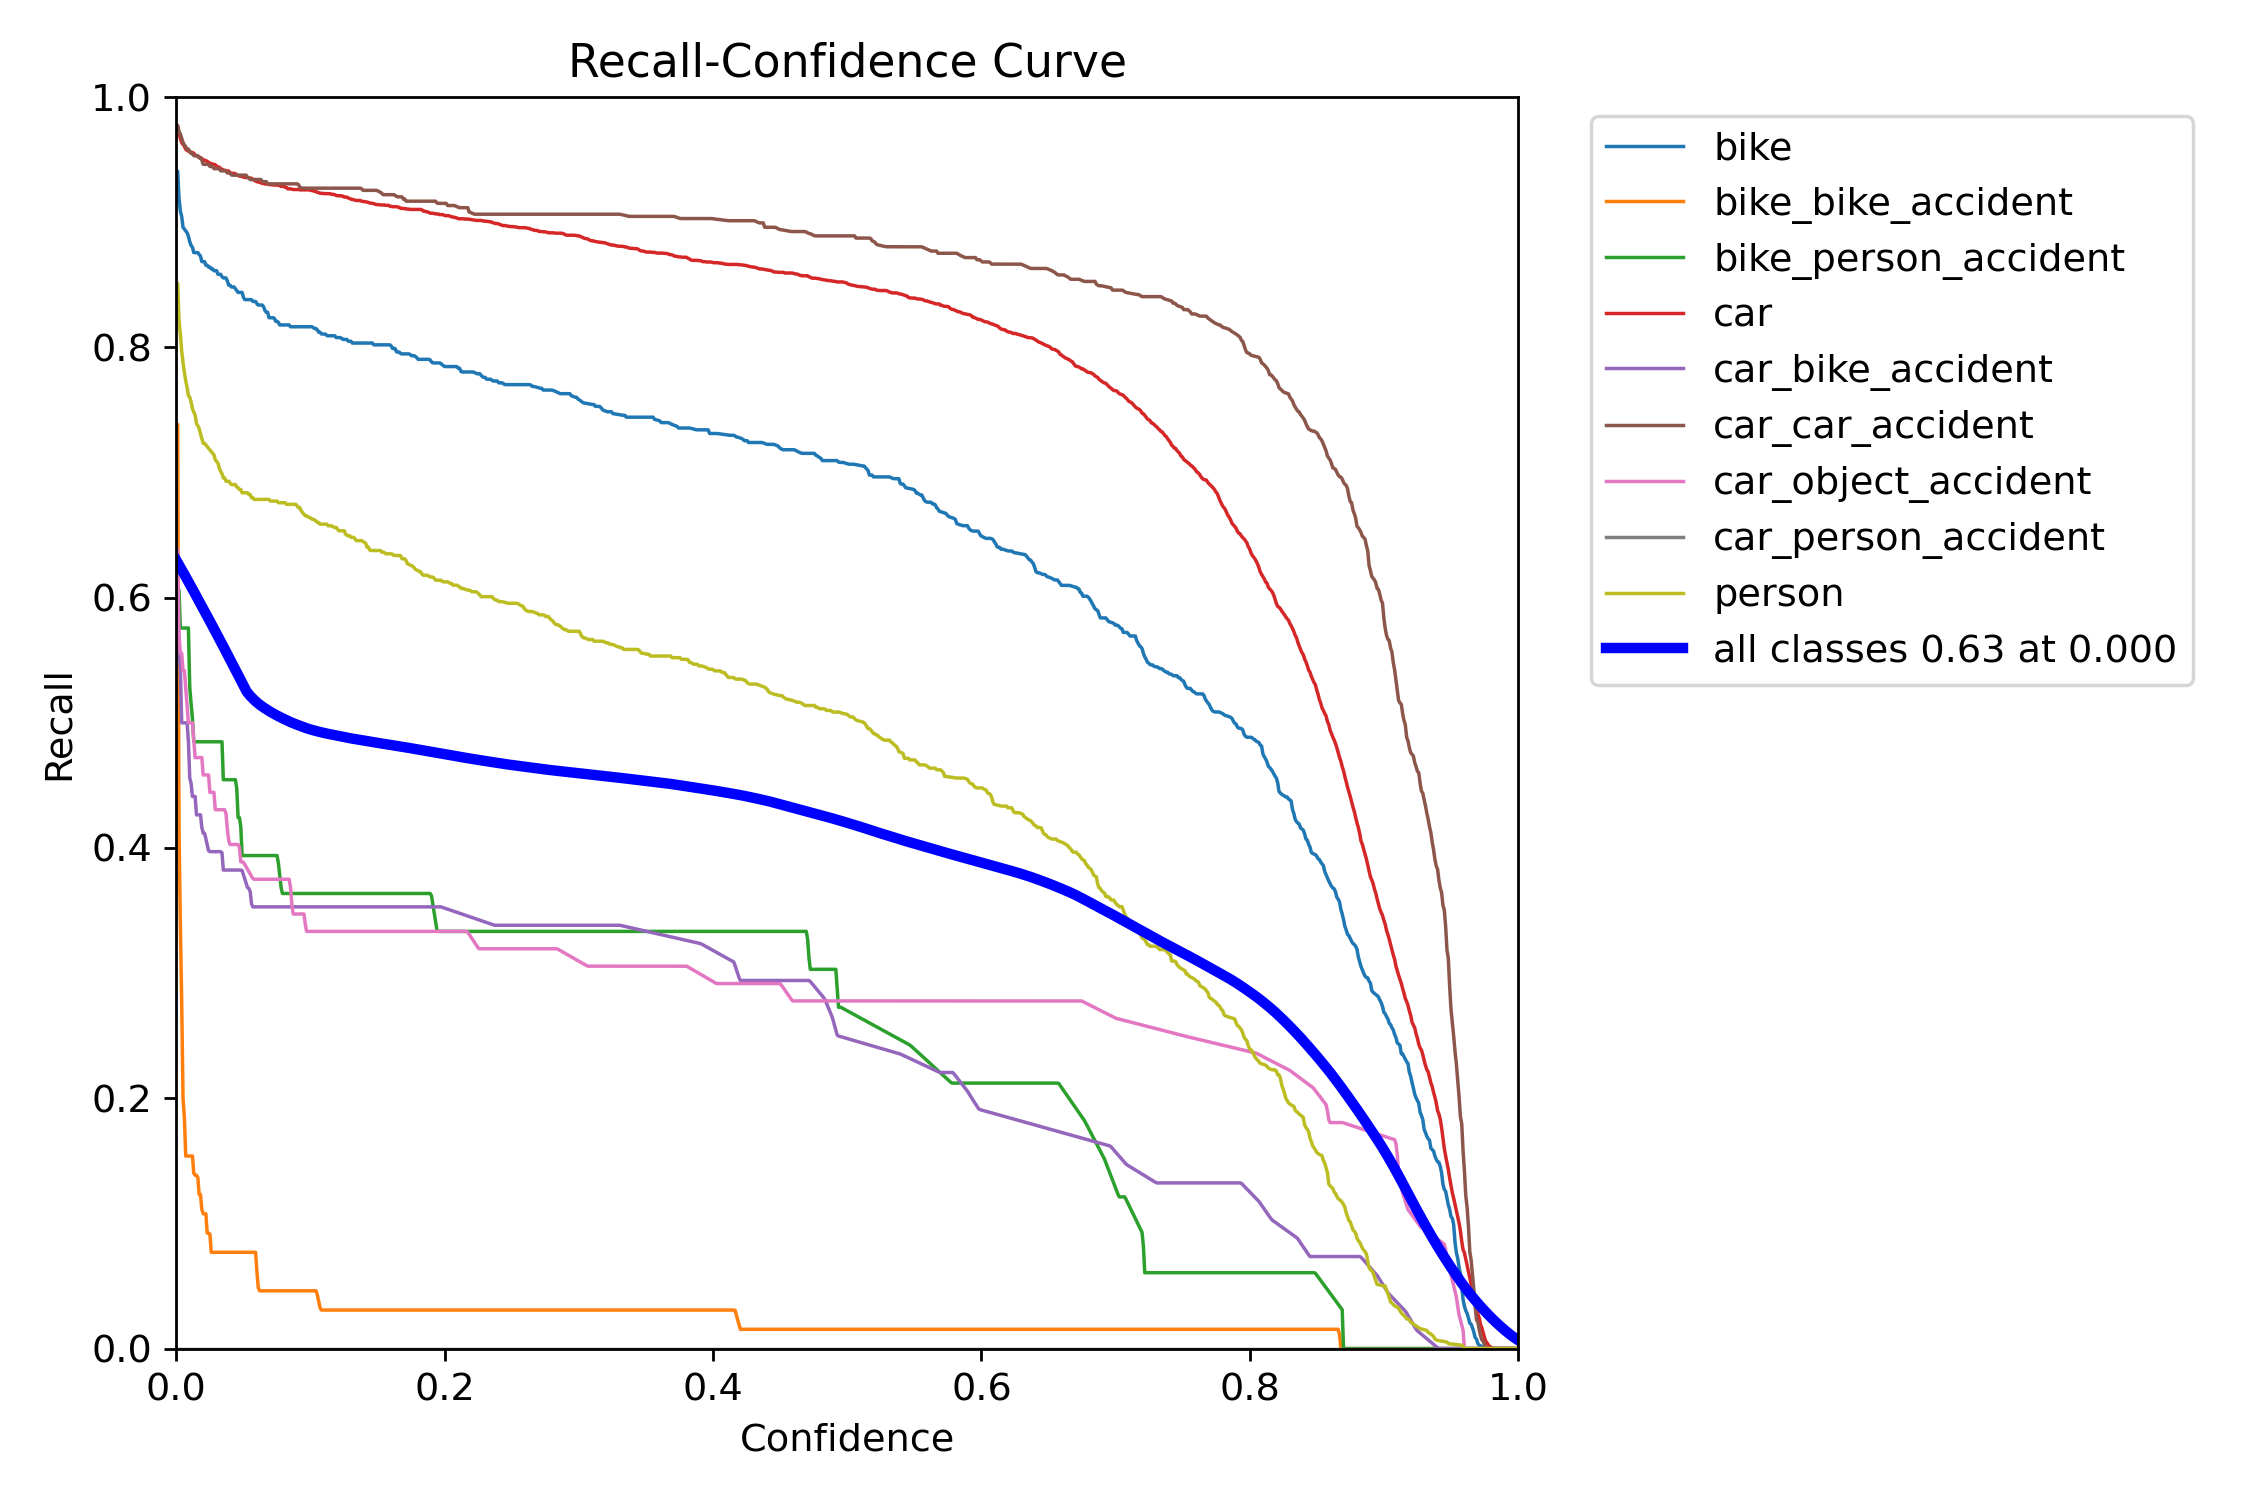 Recall-Confidence Curve
1.0
0.8
0.6
0.4
0.2
0.0
Recall
0.0 0.2 0.4 0.6 0.8 1.0
Confidence
bike
bike_bike_accident
bike_person_accident
car
car_bike_accident
car_car_accident
car_object_accident
car_person_accident
person
all classes 0.63 at 0.000